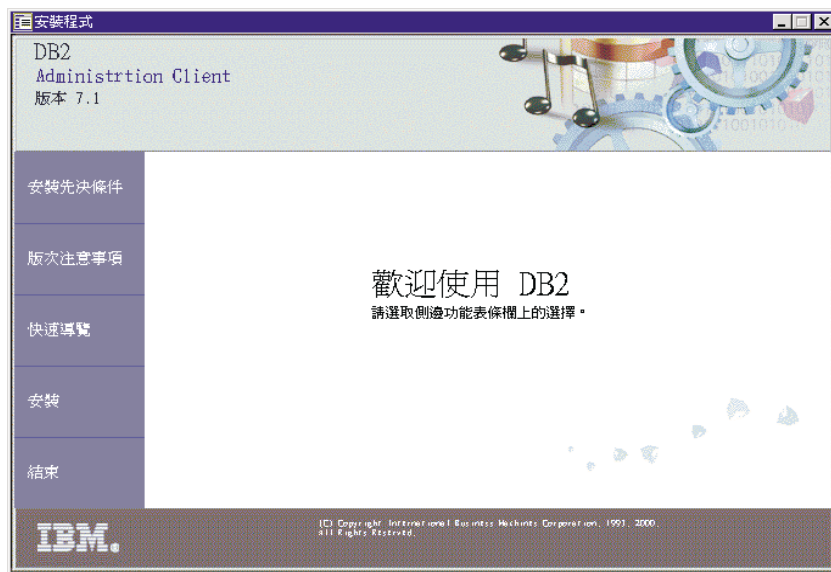 安裝程式
DB2
Administrtion Client
版本 7.1
安裝先決條件
版次注意事項
快速導覽
安裝
結束
歡迎使用 DB2
請選取側邊功能表條欄上的選擇。
IBM.
(C) Copyright International Business Machines Corporation, 1993, 2000.
All Rights Reserved.